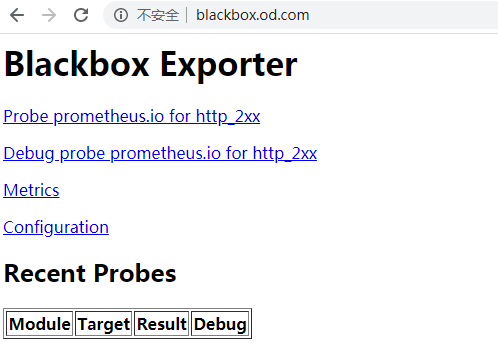 不安全 | blackbox.od.com
Blackbox Exporter
Probe prometheus.io for http_2xx
Debug probe prometheus.io for http_2xx
Metrics
Configuration
Recent Probes
Module Target Result Debug